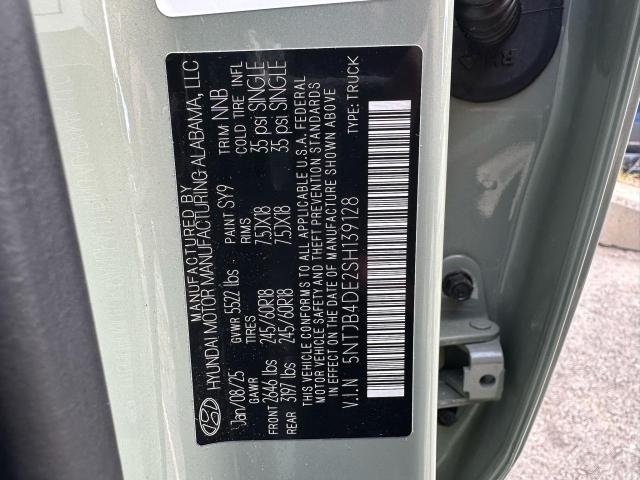 MANUFACTURED BY
HYUNDAI MOTOR MANUFACTURING ALABAMA, LLC
Jan/08/25 GVWR 5522 lbs PAINT SY9 TRIM NNB
GAWR TIRES RIMS COLD TIRE INFL
FRONT 2646 lbs 245/60R18 7.5JX18 35 psi SINGLE
REAR 3197 lbs 245/60R18 7.5JX18 35 psi SINGLE
THIS VEHICLE CONFORMS TO ALL APPLICABLE U.S.A. FEDERAL
MOTOR VEHICLE SAFETY AND THEFT PREVENTION STANDARDS
IN EFFECT ON THE DATE OF MANUFACTURE SHOWN ABOVE.
V.I.N 5NTJB4DE2SH139128 TYPE: TRUCK
RH